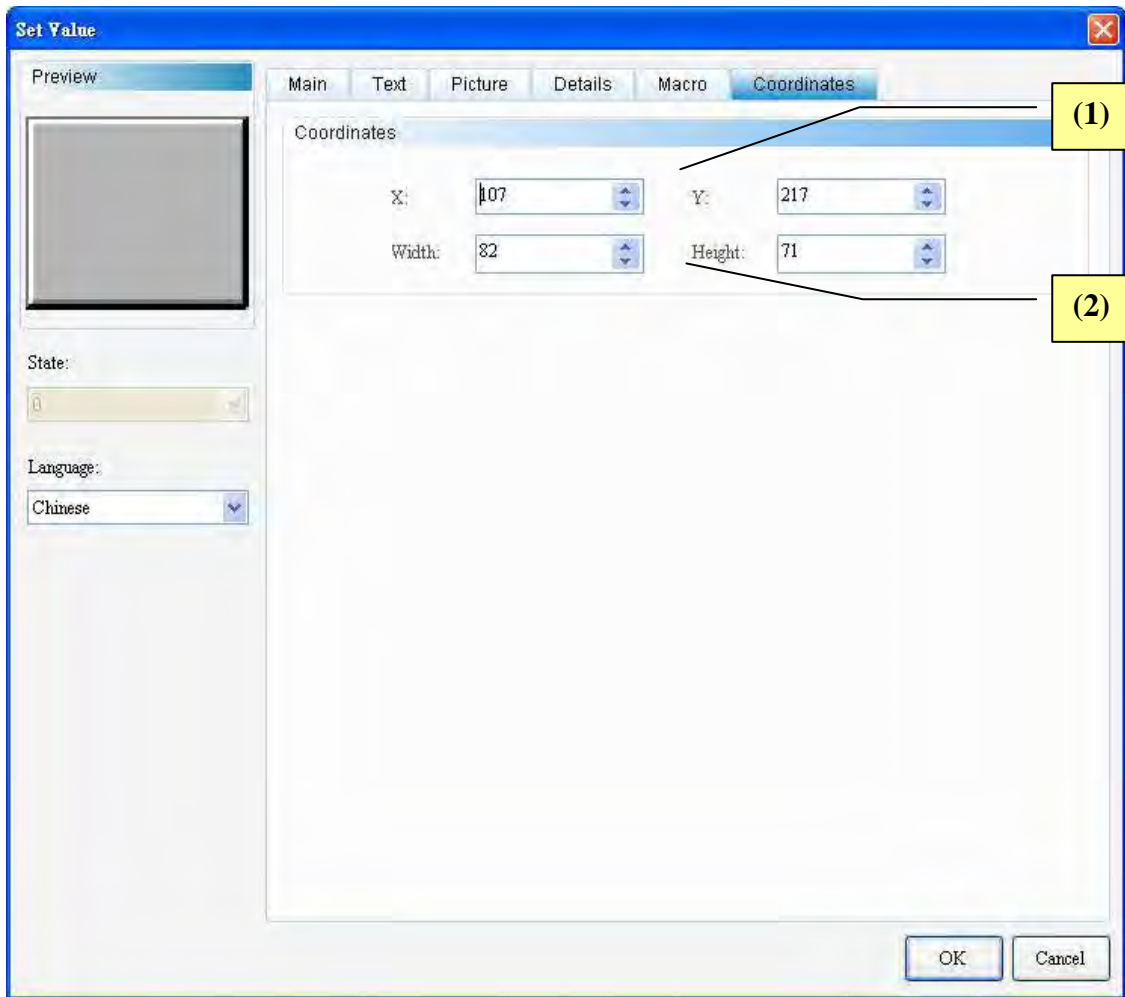 Set Value
Preview
Main Text Picture Details Macro Coordinates
(1)
Coordinates
X: 107 Y: 217
Width: 82 Height: 71
(2)
State:
0
Language:
Chinese
OK Cancel